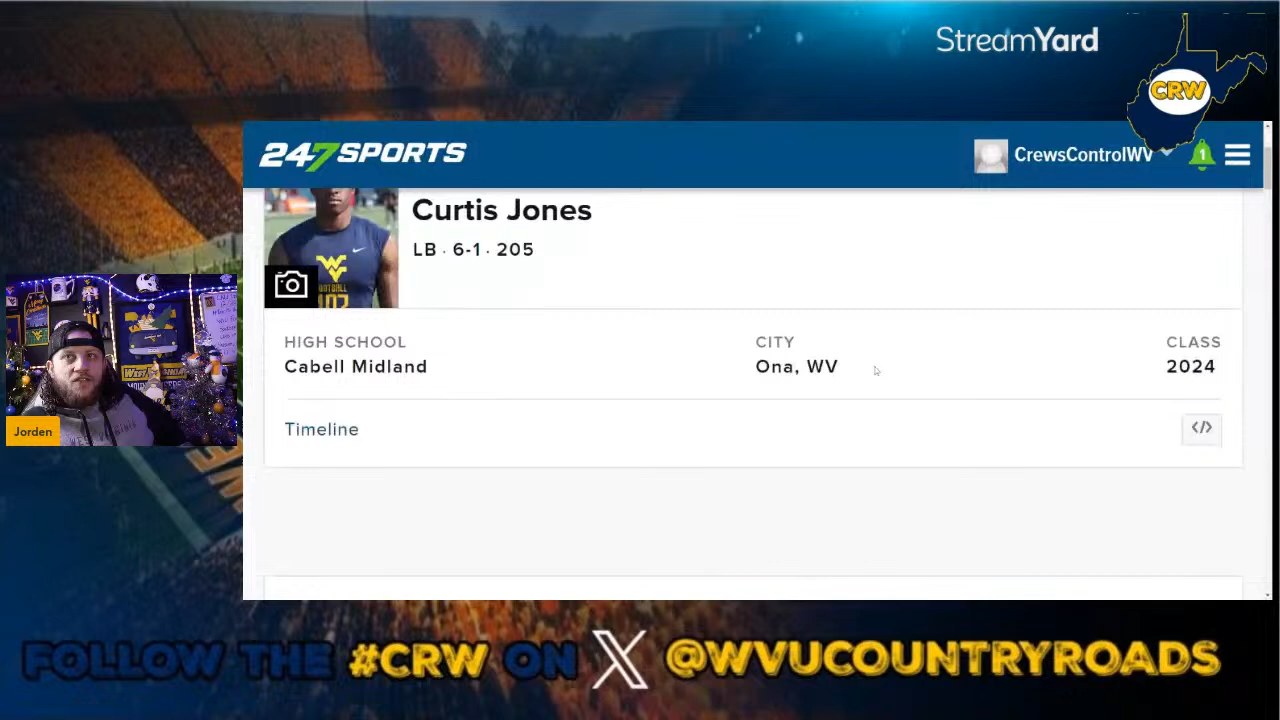 StreamYard
CRW
247SPORTS
CrewsControlWV
1
Curtis Jones
LB · 6-1 · 205
HIGH SCHOOL
CITY
CLASS
Cabell Midland
Ona, WV
2024
Timeline
</>
Jorden
FOLLOW THE #CRW ON X @WVUCOUNTRYROADS